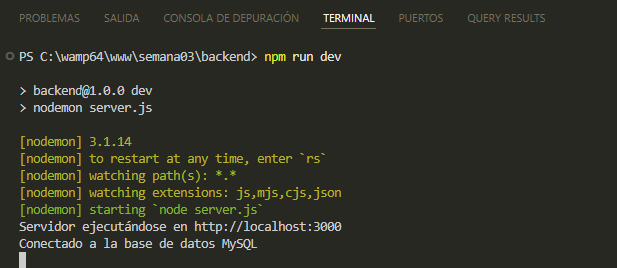 PROBLEMAS SALIDA CONSOLA DE DEPURACIÓN TERMINAL PUERTOS QUERY RESULTS
PS C:\wamp64\www\semana03\backend> npm run dev
> backend@1.0.0 dev
> nodemon server.js
[nodemon] 3.1.14
[nodemon] to restart at any time, enter `rs`
[nodemon] watching path(s): *.*
[nodemon] watching extensions: js,mjs,cjs,json
[nodemon] starting `node server.js`
Servidor ejecutándose en http://localhost:3000
Conectado a la base de datos MySQL